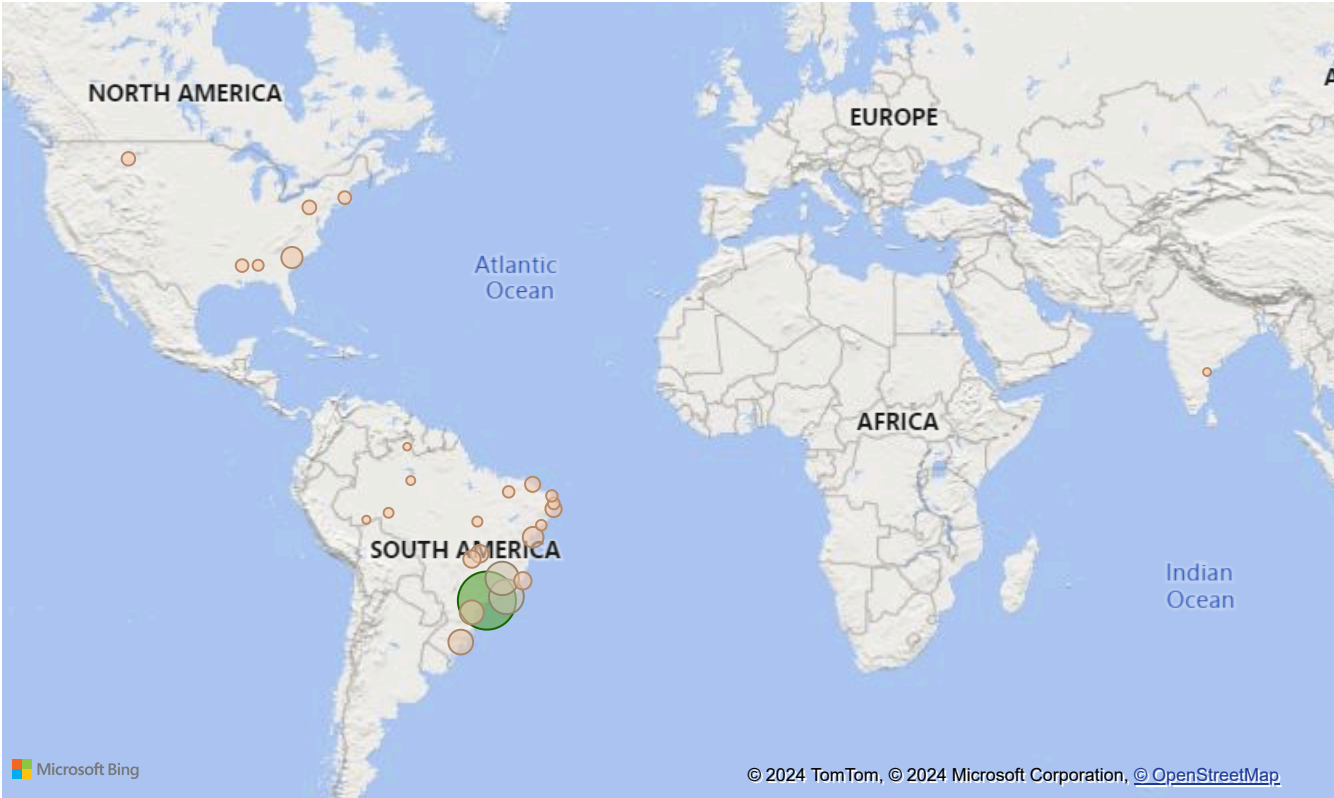 NORTH AMERICA
EUROPE
A
Atlantic
Ocean
AFRICA
SOUTH AMERICA
Indian
Ocean
Microsoft Bing
© 2024 TomTom, © 2024 Microsoft Corporation, © OpenStreetMap